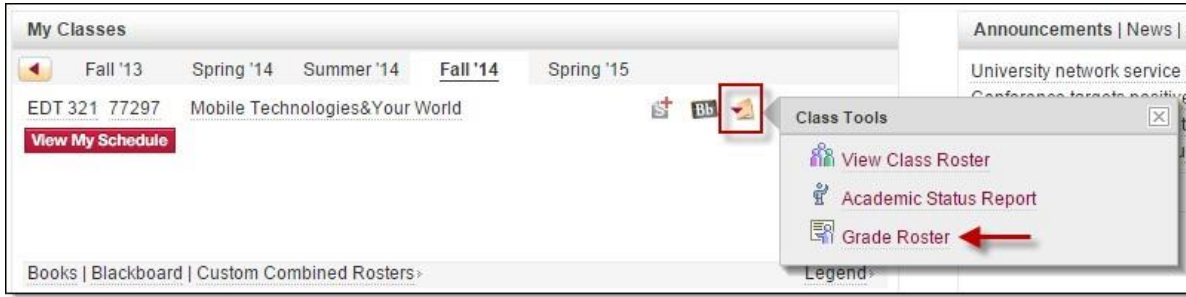 My Classes
Fall '13 Spring '14 Summer '14 Fall '14 Spring '15
EDT 321 77297 Mobile Technologies&Your World
Bb
View My Schedule
Books | Blackboard | Custom Combined Rosters
Legend
Class Tools
View Class Roster
Academic Status Report
Grade Roster
Announcements | News |
University network service